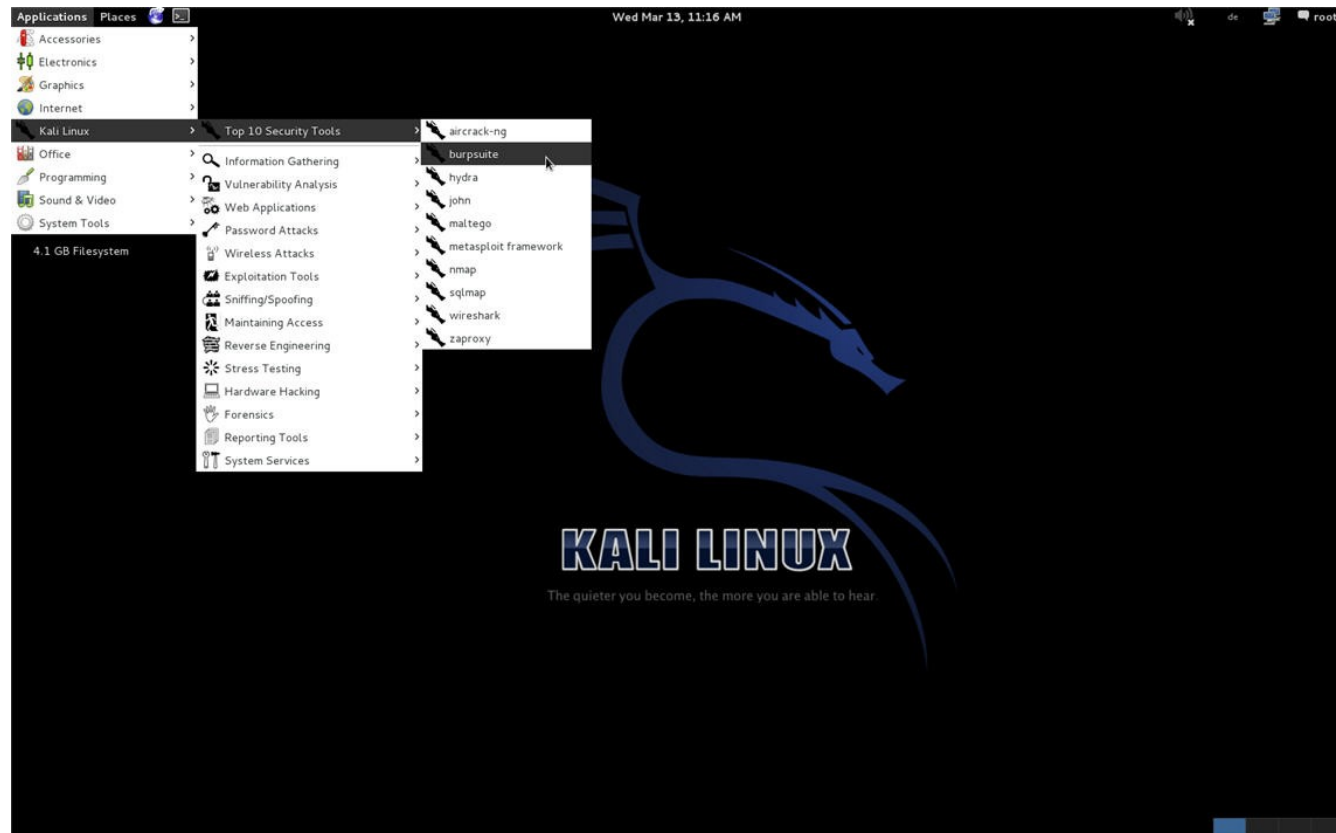 Applications Places Wed Mar 13, 11:16 AM de root
Accessories
Electronics
Graphics
Internet
Kali Linux
Office
Programming
Sound & Video
System Tools
4.1 GB Filesystem
Top 10 Security Tools
Information Gathering
Vulnerability Analysis
Web Applications
Password Attacks
Wireless Attacks
Exploitation Tools
Sniffing/Spoofing
Maintaining Access
Reverse Engineering
Stress Testing
Hardware Hacking
Forensics
Reporting Tools
System Services
aircrack-ng
burpsuite
hydra
john
maltego
metasploit framework
nmap
sqlmap
wireshark
zaproxy
KALI LINUX
The quieter you become, the more you are able to hear.